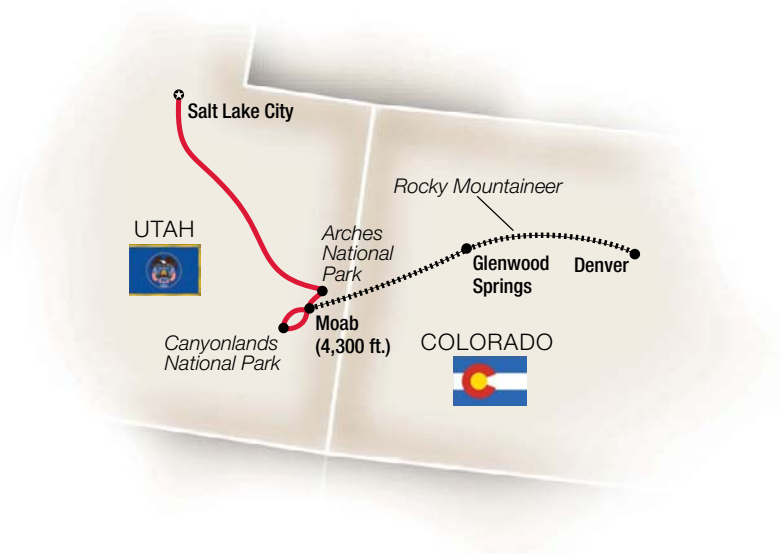 Salt Lake City
Rocky Mountaineer
UTAH
Arches
National
Park
Glenwood
Springs
Denver
Moab
(4,300 ft.)
Canyonlands
National Park
COLORADO